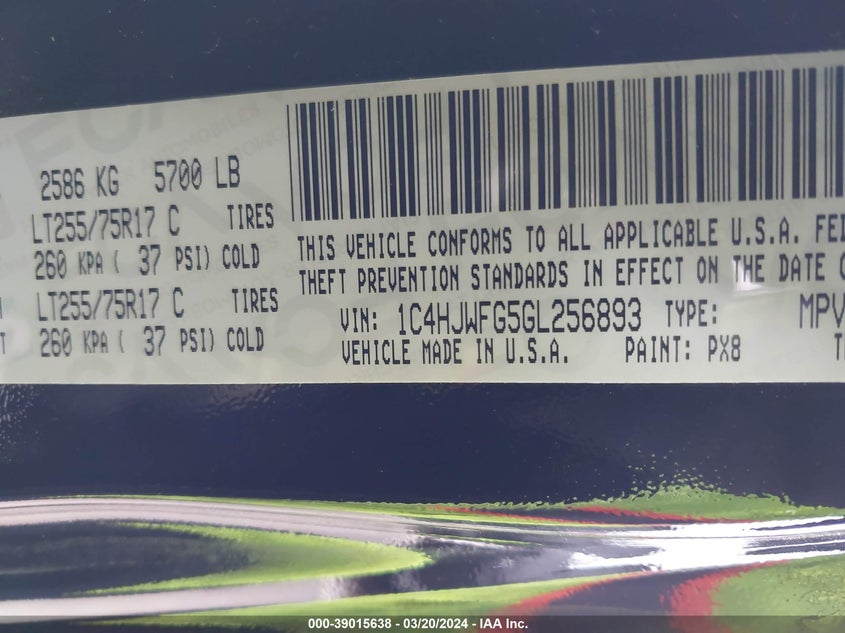 2586 KG 5700 LB
LT255/75R17 C TIRES
260 KPA ( 37 PSI) COLD
LT255/75R17 C TIRES
260 KPA ( 37 PSI) COLD
THIS VEHICLE CONFORMS TO ALL APPLICABLE U.S.A. FED
THEFT PREVENTION STANDARDS IN EFFECT ON THE DATE
VIN: 1C4HJWFG5GL256893 TYPE: MPV
VEHICLE MADE IN U.S.A. PAINT: PX8
000-39015638 - 03/20/2024 - IAA Inc.